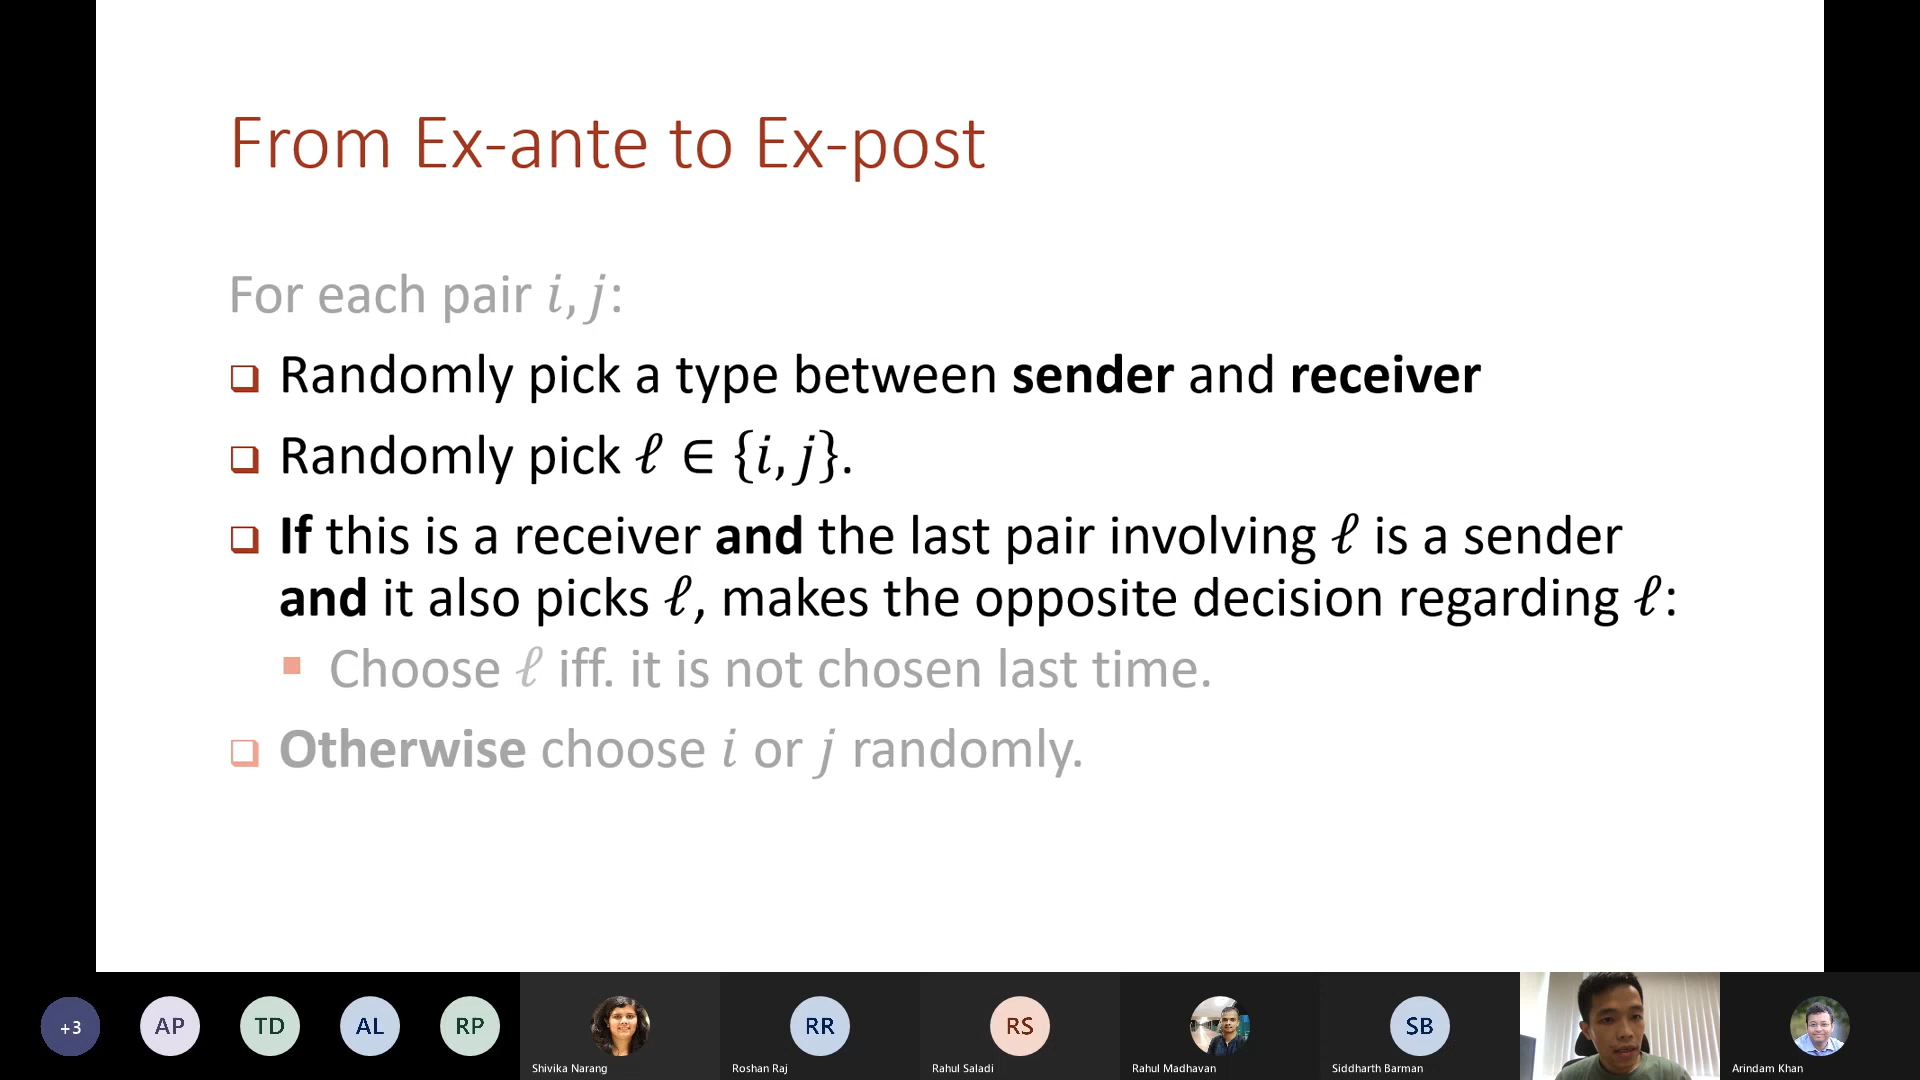 From Ex-ante to Ex-post
For each pair i, j:
❑ Randomly pick a type between sender and receiver
❑ Randomly pick ℓ ∈ {i, j}.
❑ If this is a receiver and the last pair involving ℓ is a sender
and it also picks ℓ, makes the opposite decision regarding ℓ:
▪ Choose ℓ iff. it is not chosen last time.
❑ Otherwise choose i or j randomly.
+3 AP TD AL RP RR RS SB
Shivika Narang Roshan Raj Rahul Saladi Rahul Madhavan Siddharth Barman Arindam Khan